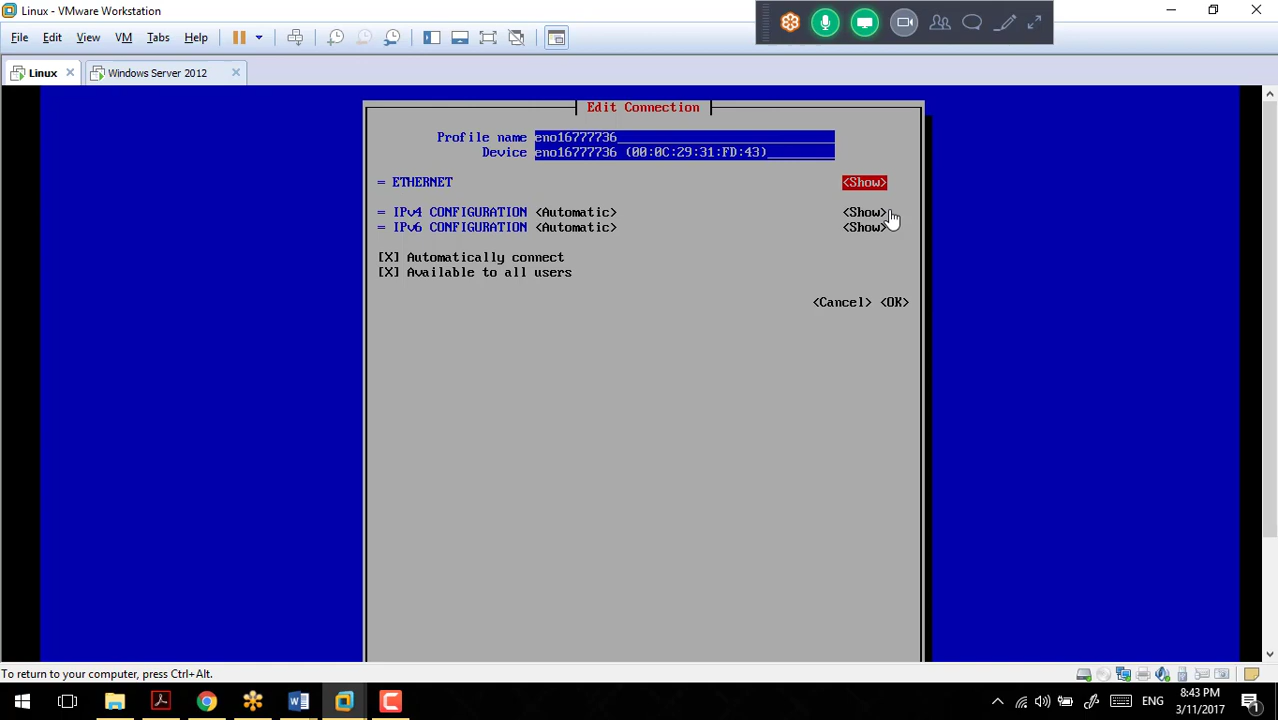 Linux - VMware Workstation
File Edit View VM Tabs Help
Linux Windows Server 2012
Edit Connection
Profile name eno16777736
Device eno16777736 (00:0C:29:31:FD:43)
= ETHERNET <Show>
= IPv4 CONFIGURATION <Automatic> <Show>
= IPv6 CONFIGURATION <Automatic> <Show>
[X] Automatically connect
[X] Available to all users
<Cancel> <OK>
To return to your computer, press Ctrl+Alt.
ENG
8:43 PM
3/11/2017
1